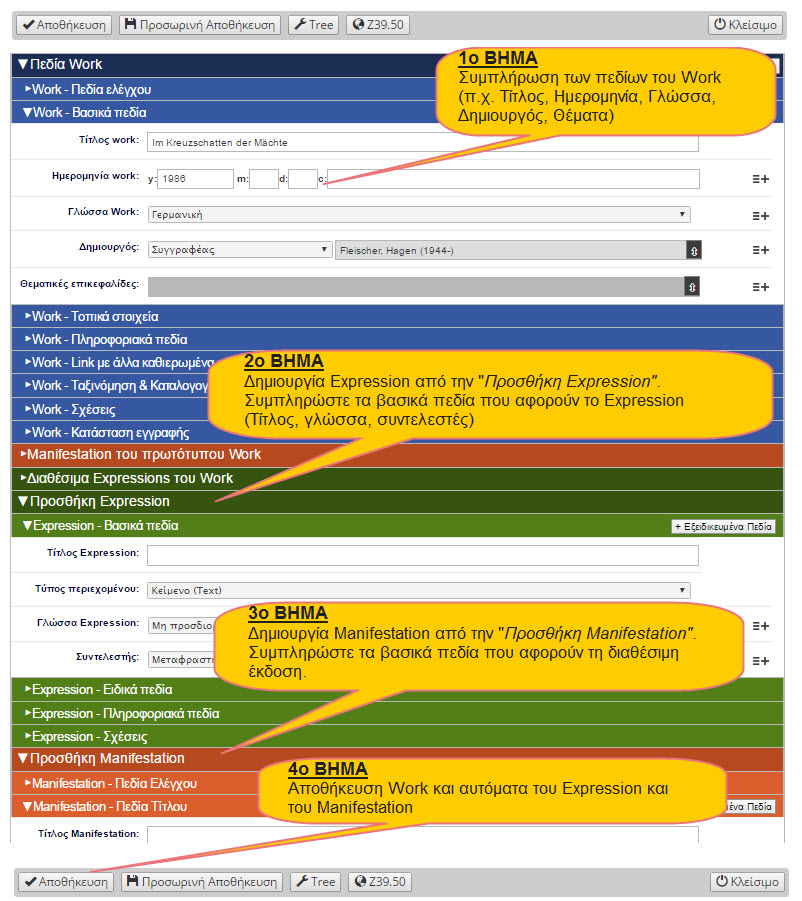 Αποθήκευση Προσωρινή Αποθήκευση Tree Z39.50 Κλείσιμο
Πεδία Work
1ο ΒΗΜΑ
Συμπλήρωση των πεδίων του Work
(π.χ. Τίτλος, Ημερομηνία, Γλώσσα,
Δημιουργός, Θέματα)
Work - Πεδία ελέγχου
Work - Βασικά πεδία
Τίτλος work: Im Kreuzschatten der Mächte
Ημερομηνία work: y: 1986 m: d: c:
Γλώσσα Work: Γερμανική
Δημιουργός: Συγγραφέας Fleischer, Hagen (1944-)
Θεματικές επικεφαλίδες:
Work - Τοπικά στοιχεία
Work - Πληροφοριακά πεδία
Work - Link με άλλα καθιερωμένα
Work - Ταξινόμηση & Καταλογογ
Work - Σχέσεις
Work - Κατάσταση εγγραφής
2ο ΒΗΜΑ
Δημιουργία Expression από την "Προσθήκη Expression".
Συμπληρώστε τα βασικά πεδία που αφορούν το Expression
(Τίτλος, γλώσσα, συντελεστές)
Manifestation του πρωτότυπου Work
Διαθέσιμα Expressions του Work
Προσθήκη Expression
Expression - Βασικά πεδία + Εξειδικευμένα Πεδία
Τίτλος Expression:
Τύπος περιεχομένου: Κείμενο (Text)
Γλώσσα Expression: Μη προσδιο
Συντελεστής: Μεταφραστή
3ο ΒΗΜΑ
Δημιουργία Manifestation από την "Προσθήκη Manifestation".
Συμπληρώστε τα βασικά πεδία που αφορούν τη διαθέσιμη
έκδοση.
Expression - Ειδικά πεδία
Expression - Πληροφοριακά πεδία
Expression - Σχέσεις
Προσθήκη Manifestation
Manifestation - Πεδία Ελέγχου
Manifestation - Πεδία Τίτλου ένα Πεδία
4ο ΒΗΜΑ
Αποθήκευση Work και αυτόματα του Expression και
του Manifestation
Τίτλος Manifestation:
Αποθήκευση Προσωρινή Αποθήκευση Tree Z39.50 Κλείσιμο